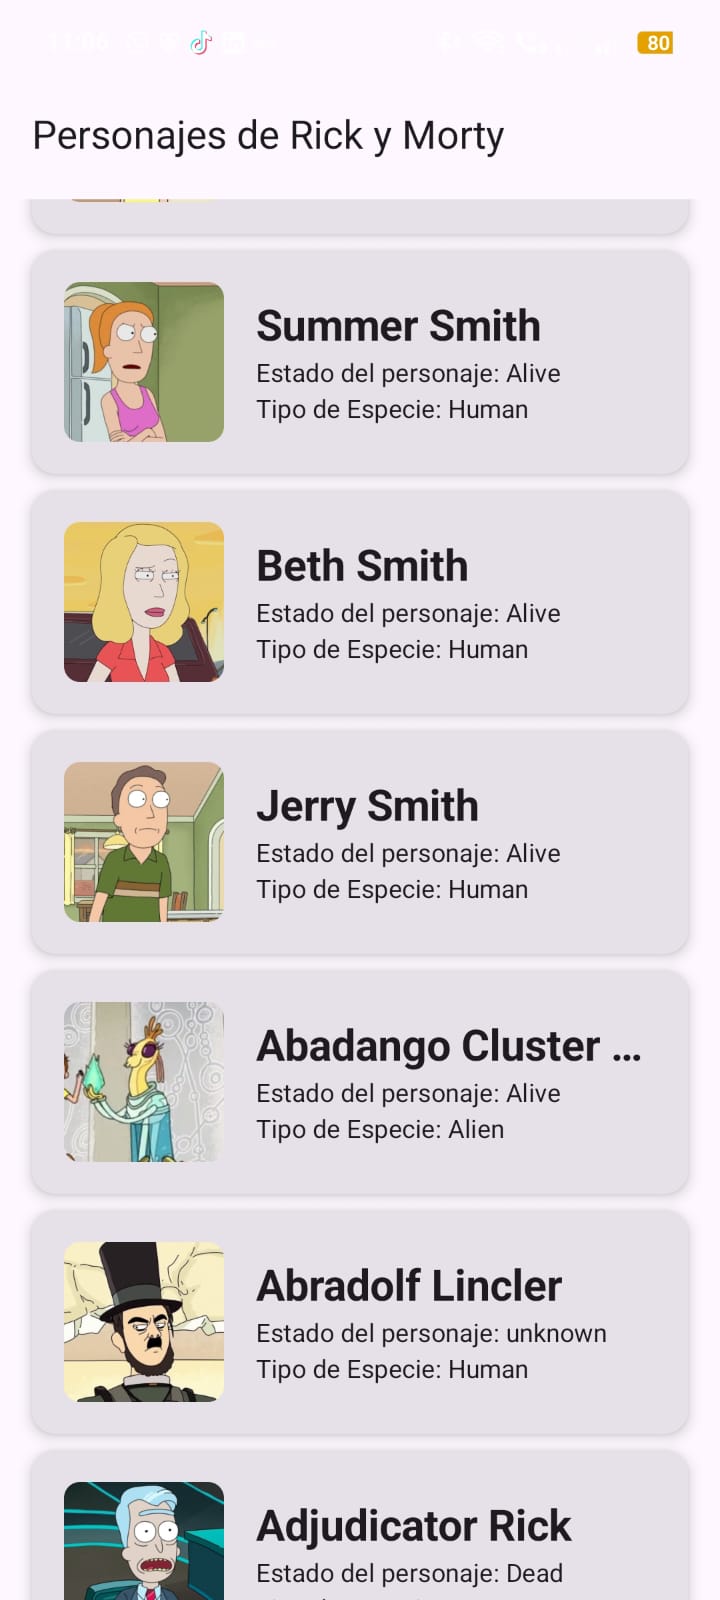 11:06
80
Personajes de Rick y Morty
Summer Smith
Estado del personaje: Alive
Tipo de Especie: Human
Beth Smith
Estado del personaje: Alive
Tipo de Especie: Human
Jerry Smith
Estado del personaje: Alive
Tipo de Especie: Human
Abadango Cluster ...
Estado del personaje: Alive
Tipo de Especie: Alien
Abradolf Lincler
Estado del personaje: unknown
Tipo de Especie: Human
Adjudicator Rick
Estado del personaje: Dead